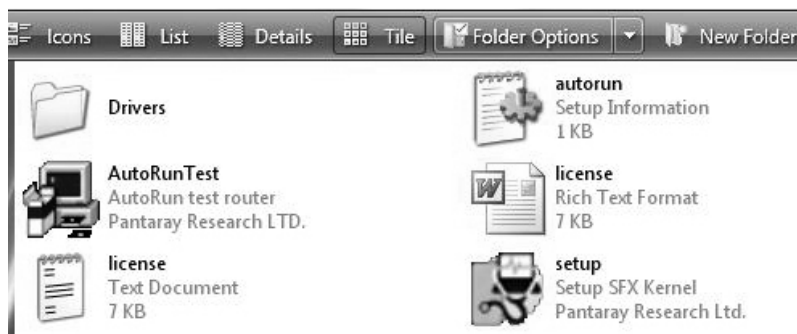 Icons List Details Tile Folder Options New Folder
Drivers
autorun
Setup Information
1 KB
AutoRunTest
AutoRun test router
Pantaray Research LTD.
license
Rich Text Format
7 KB
license
Text Document
7 KB
setup
Setup SFX Kernel
Pantaray Research Ltd.